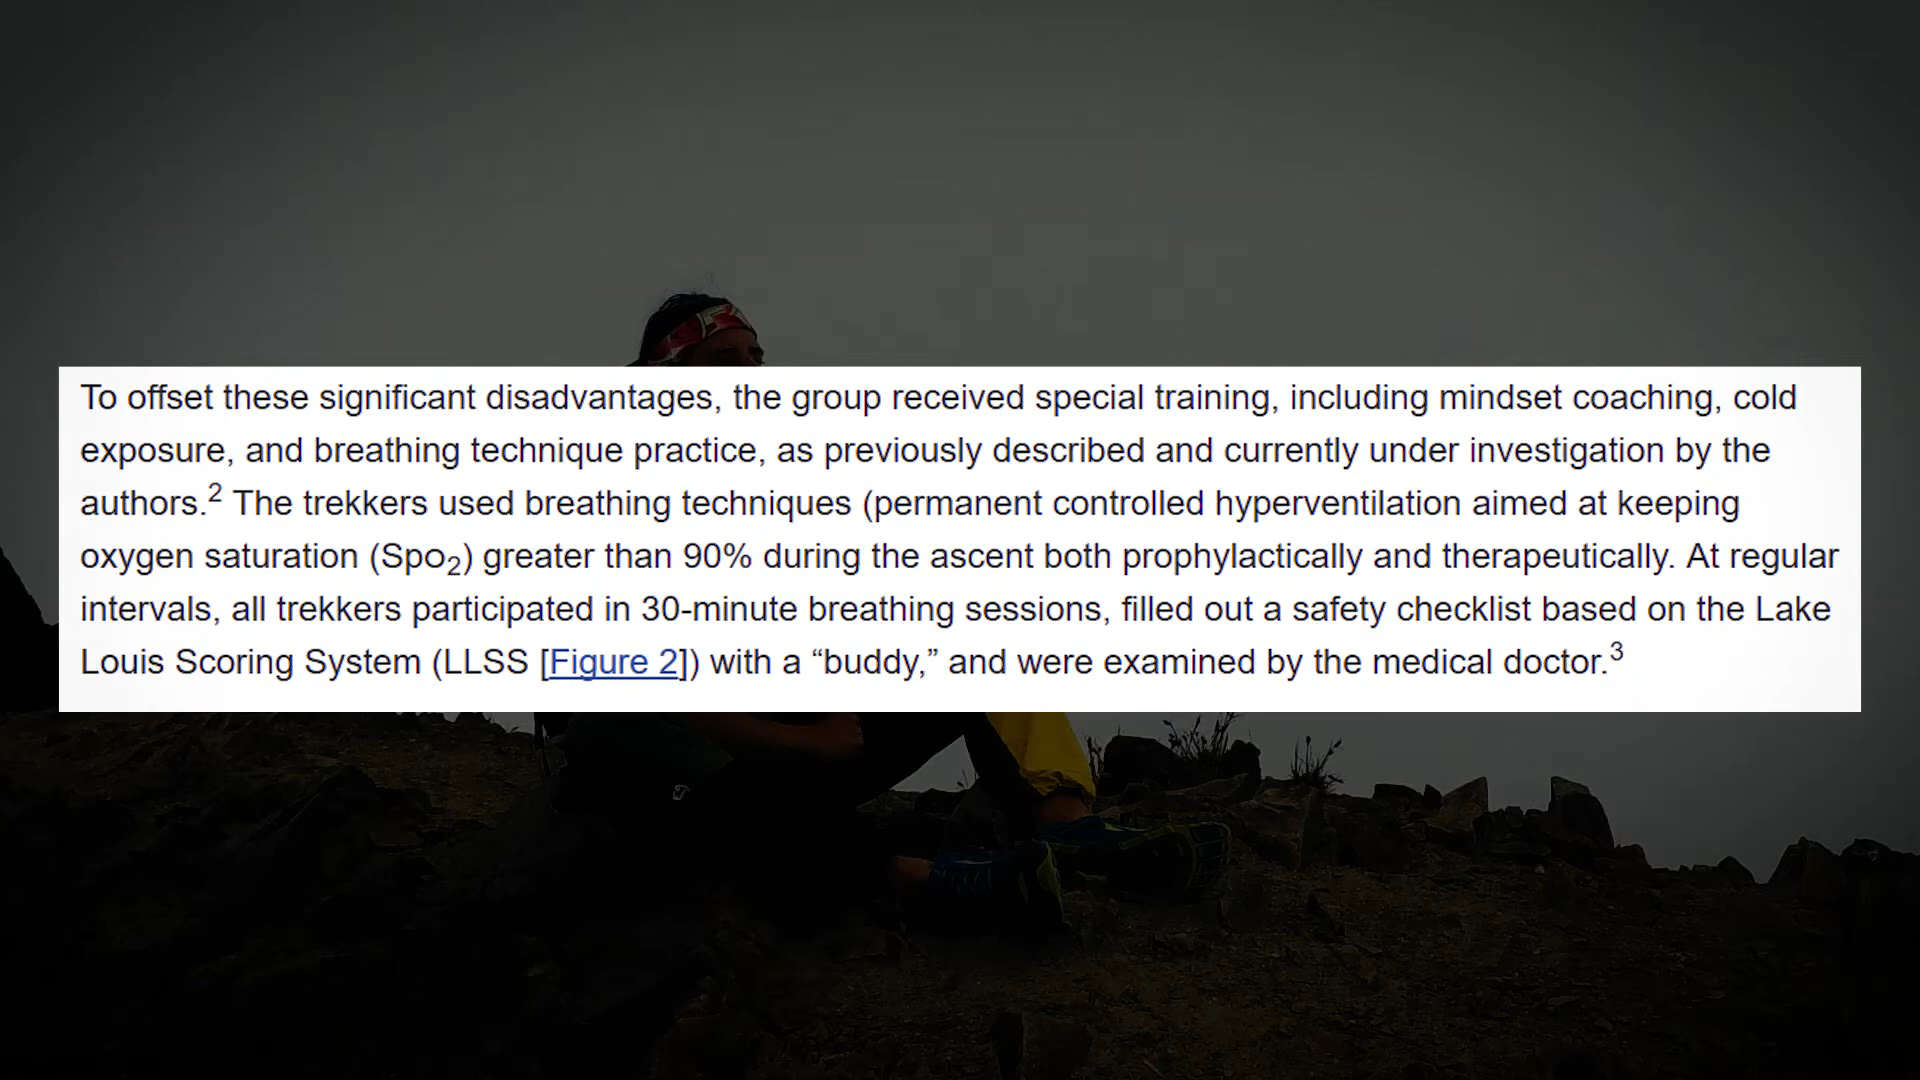 To offset these significant disadvantages, the group received special training, including mindset coaching, cold
exposure, and breathing technique practice, as previously described and currently under investigation by the
authors.2 The trekkers used breathing techniques (permanent controlled hyperventilation aimed at keeping
oxygen saturation (Spo2) greater than 90% during the ascent both prophylactically and therapeutically. At regular
intervals, all trekkers participated in 30-minute breathing sessions, filled out a safety checklist based on the Lake
Louis Scoring System (LLSS [Figure 2]) with a “buddy,” and were examined by the medical doctor.3